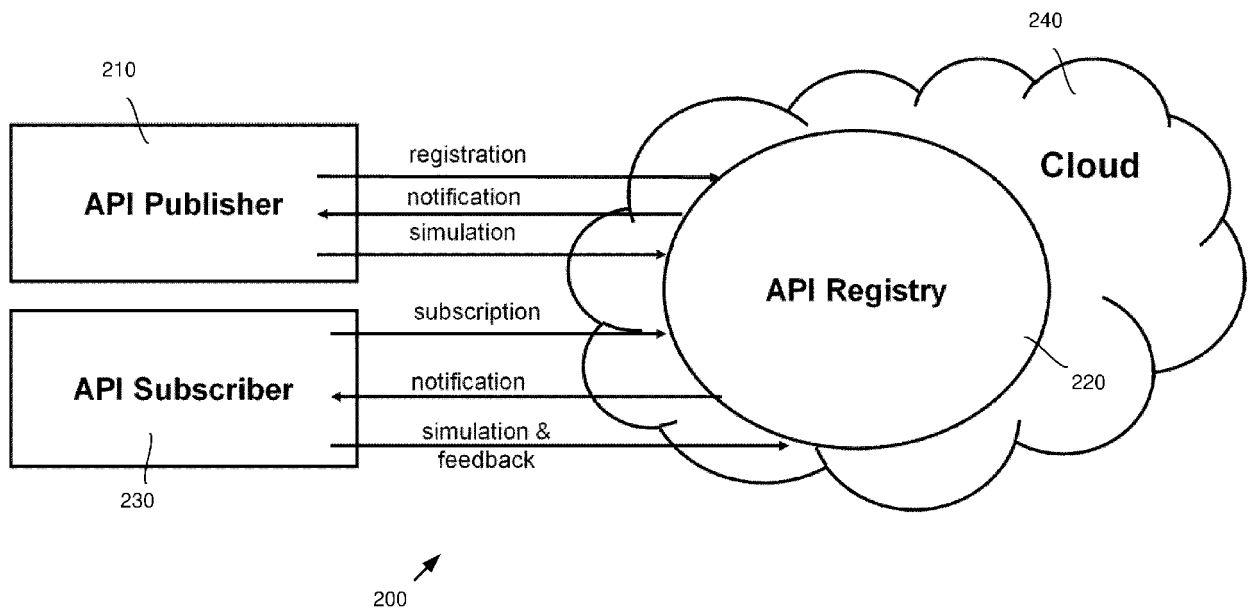 240
210
registration
Cloud
API Publisher
notification
simulation
API Registry
subscription
API Subscriber
notification
220
simulation &
feedback
230
200